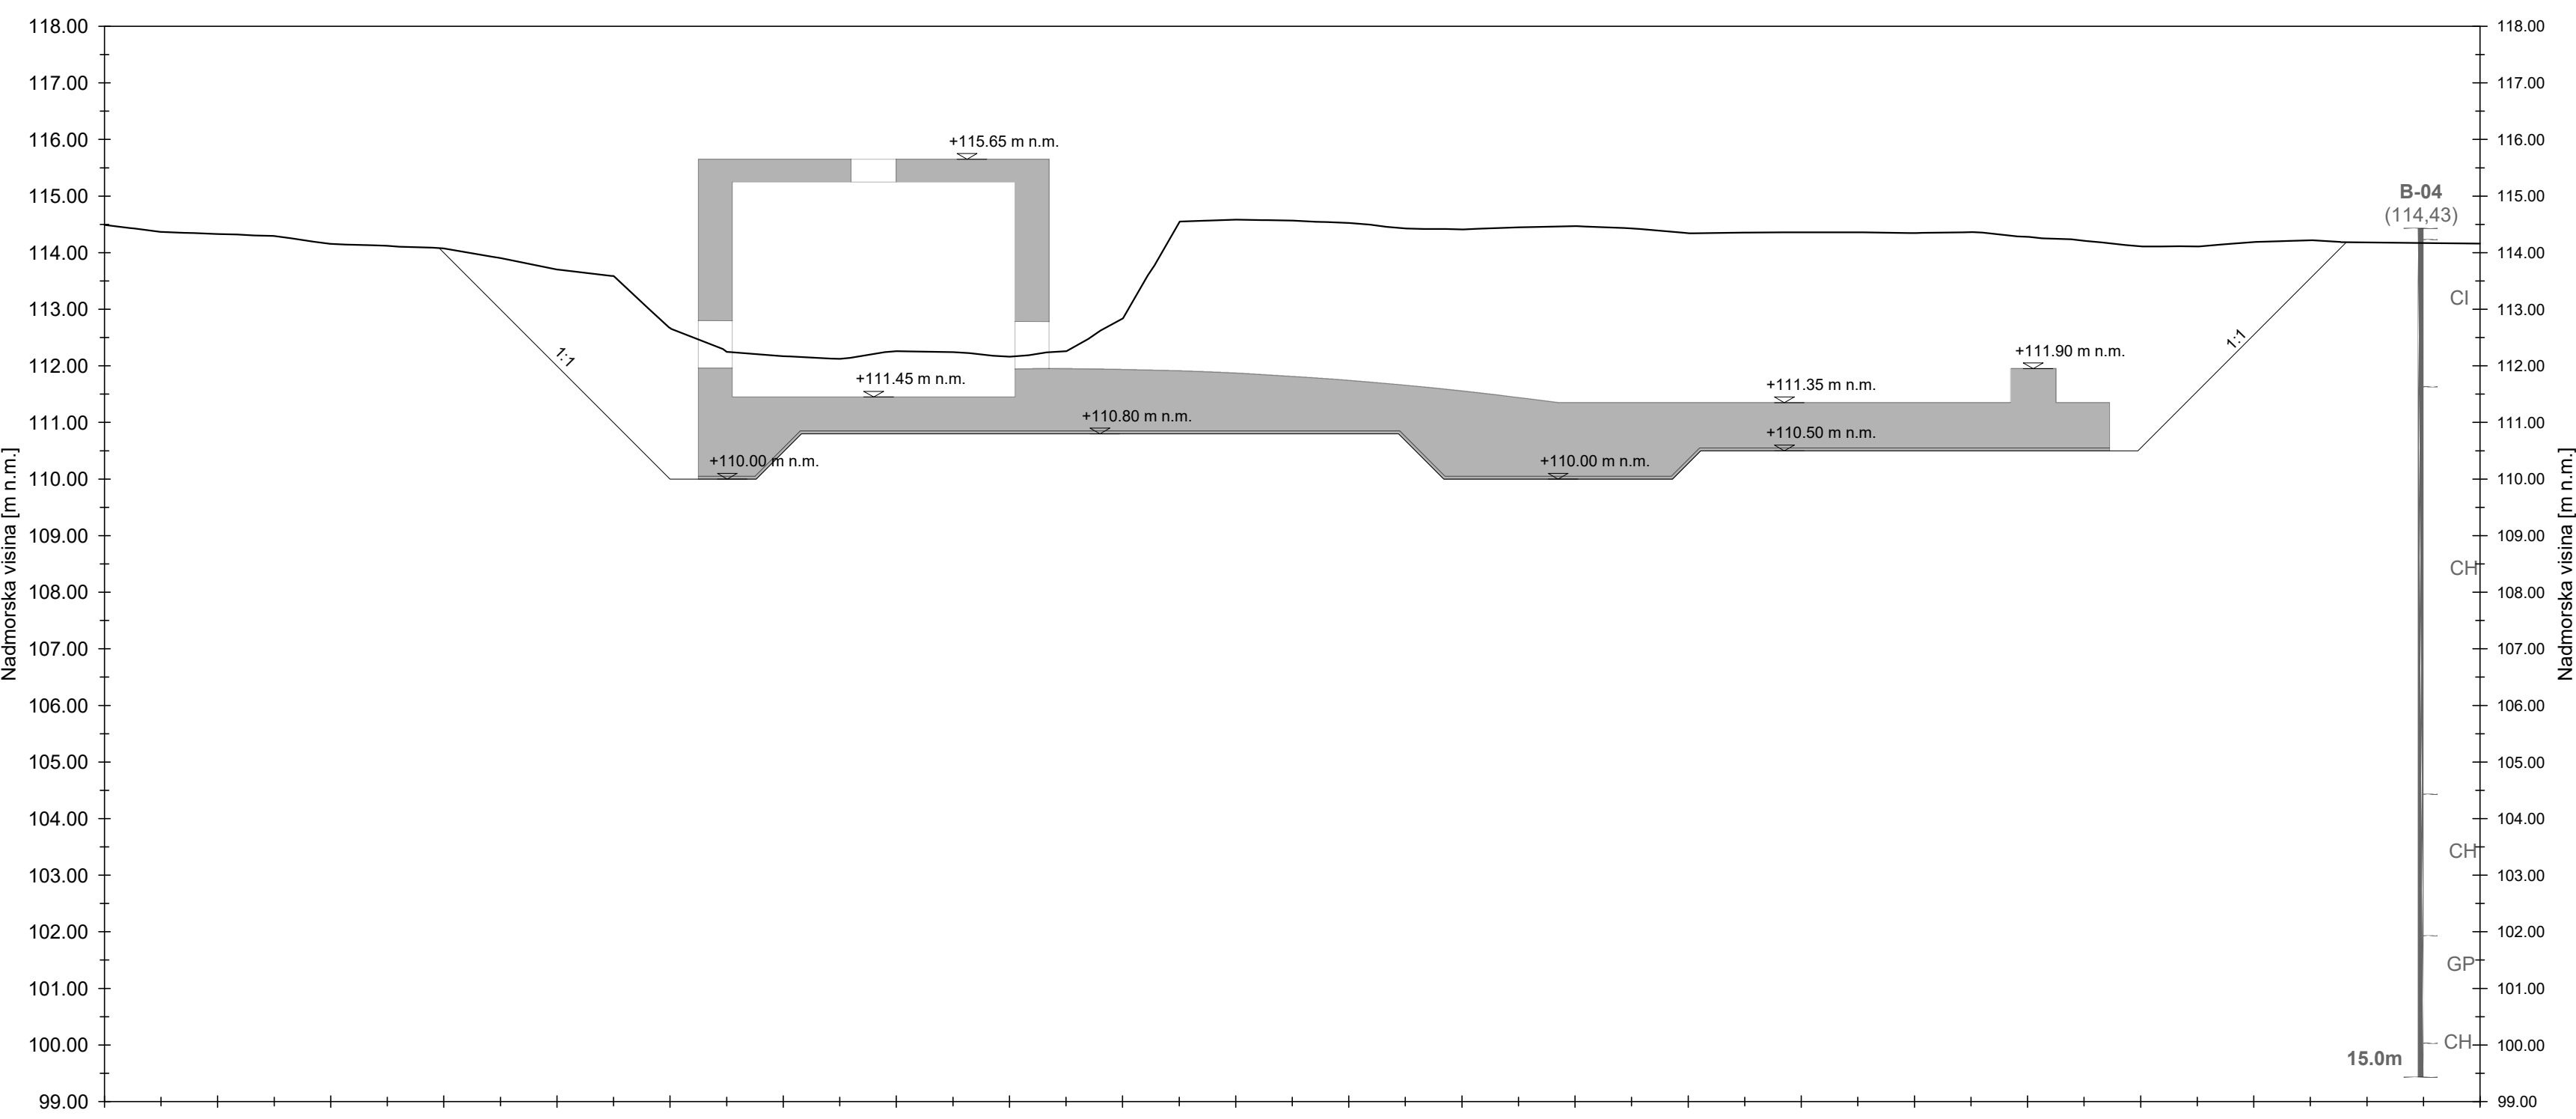 118.00
117.00
116.00
115.00
114.00
113.00
112.00
111.00
110.00
109.00
108.00
107.00
106.00
105.00
104.00
103.00
102.00
101.00
100.00
99.00
Nadmorska visina [m n.m.]
+115.65 m n.m.
1:1
+111.45 m n.m.
+110.80 m n.m.
+110.00 m n.m.
+110.00 m n.m.
+111.90 m n.m.
+111.35 m n.m.
+110.50 m n.m.
1:1
B-04
(114,43)
CI
CH
CH
GP
CH
15.0m
118.00
117.00
116.00
115.00
114.00
113.00
112.00
111.00
110.00
109.00
108.00
107.00
106.00
105.00
104.00
103.00
102.00
101.00
100.00
99.00
Nadmorska visina [m n.m.]